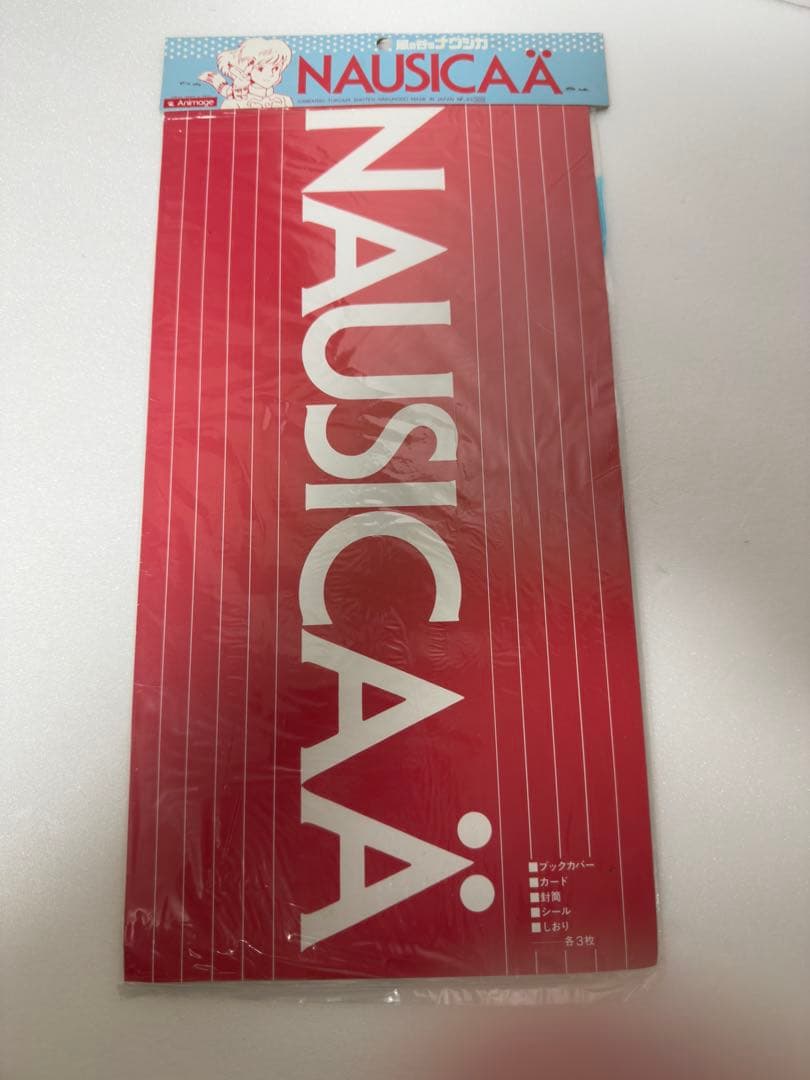 風の谷のナウシカ
NAUSICAÄ
Animage
NAUSICAÄ
■ブックカバー
■カード
■封筒
■シール
■しおり
各3枚